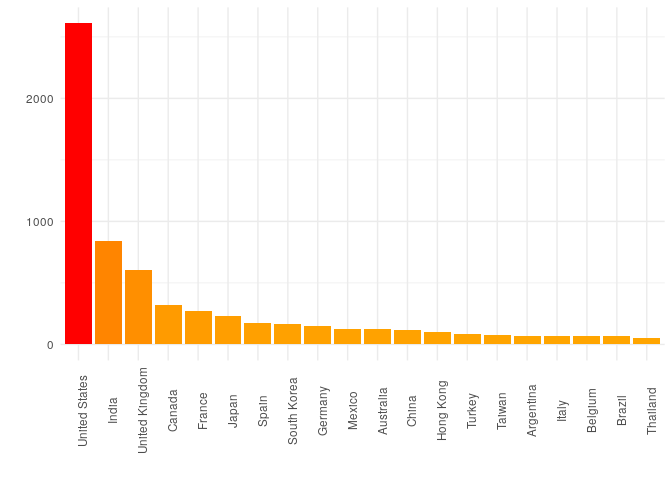 2000
1000
0
United States
India
United Kingdom
Canada
France
Japan
Spain
South Korea
Germany
Mexico
Australia
China
Hong Kong
Turkey
Taiwan
Argentina
Italy
Belgium
Brazil
Thailand